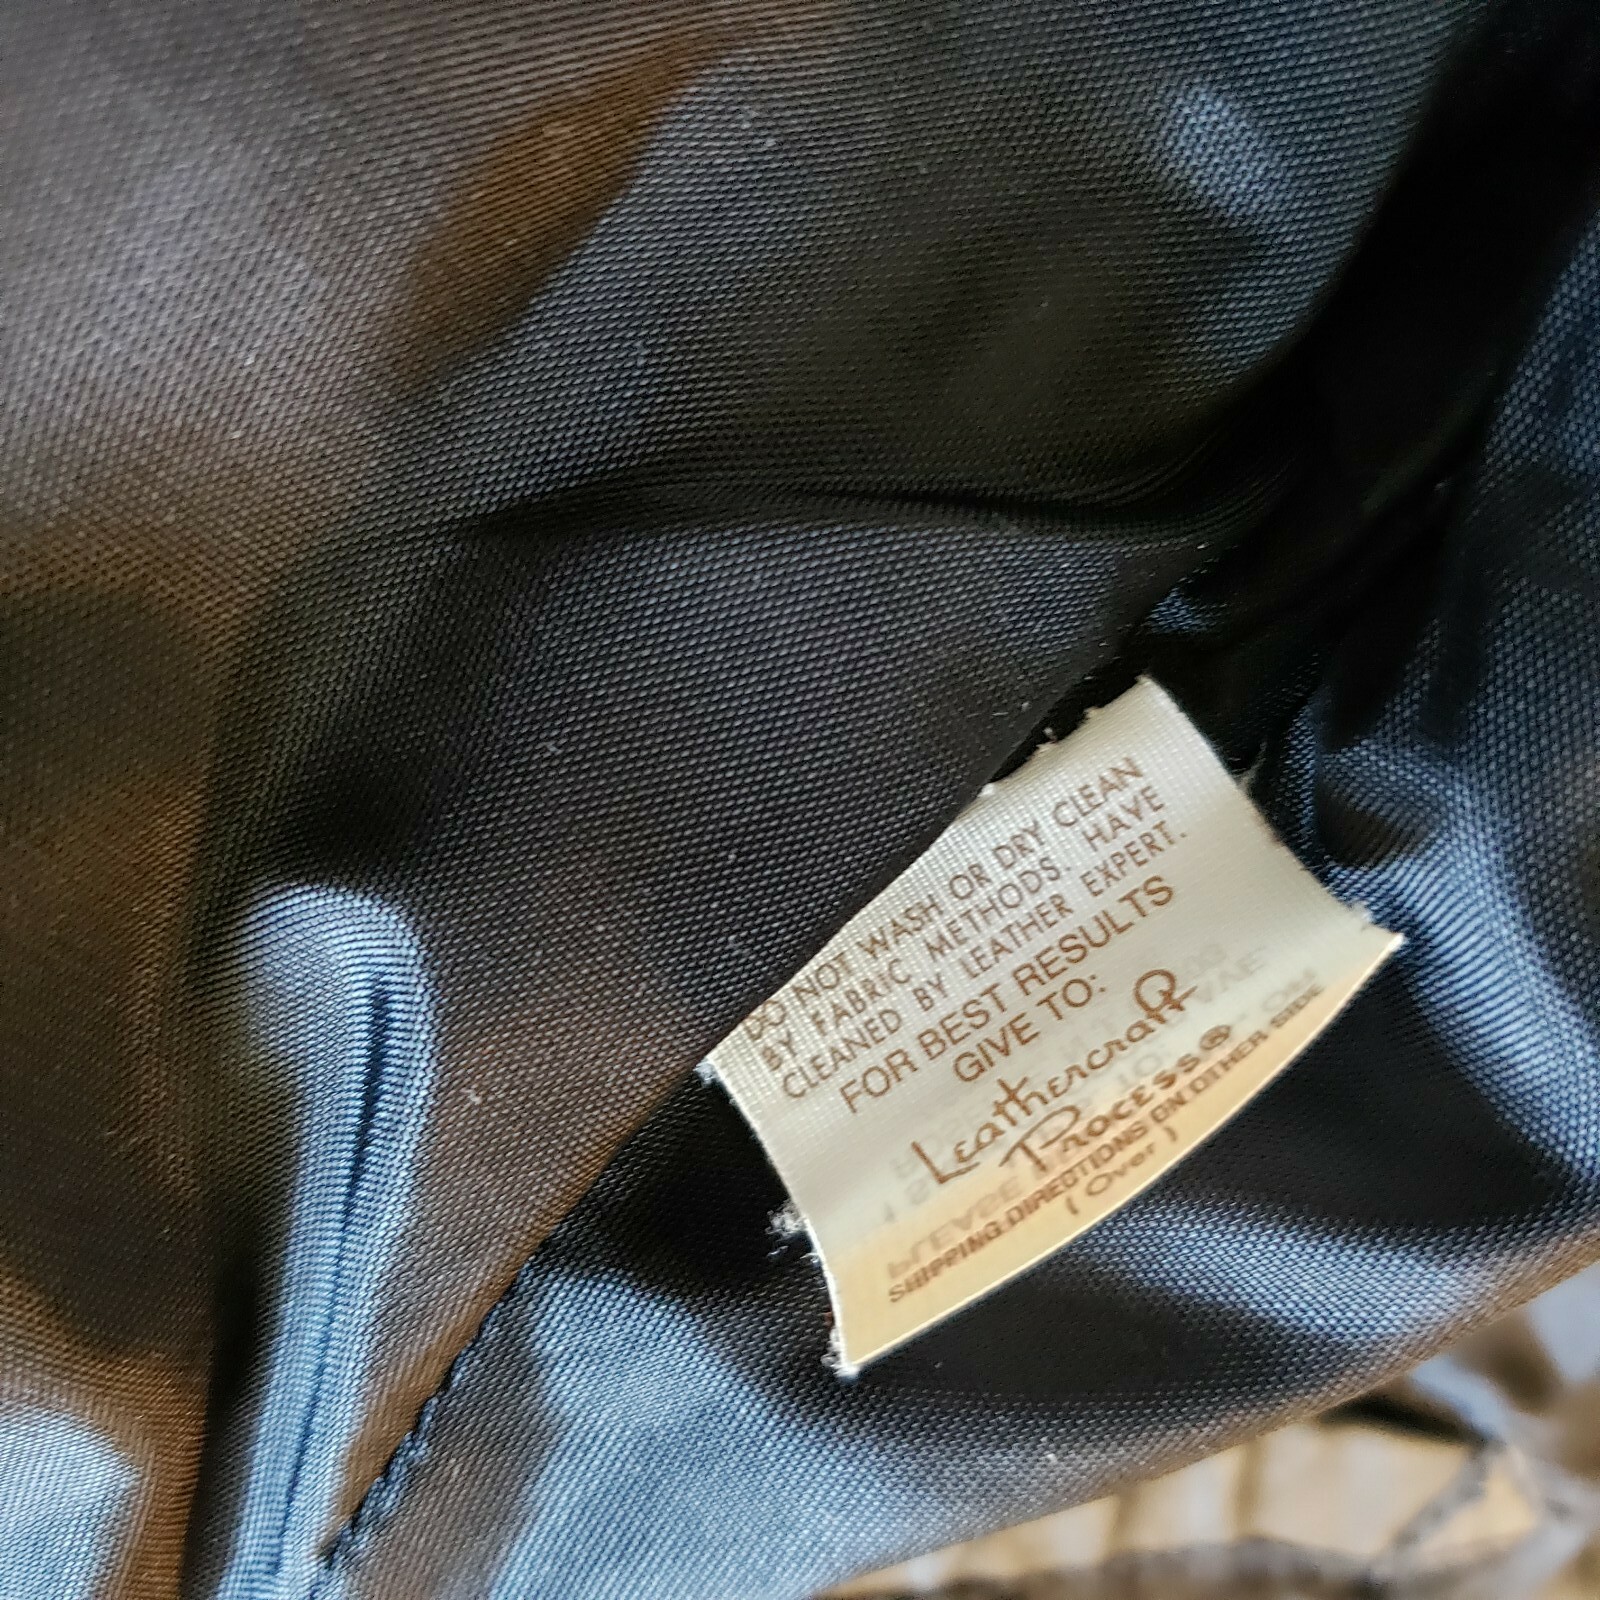 DO NOT WASH OR DRY CLEAN
BY FABRIC METHODS. HAVE
CLEANED BY LEATHER EXPERT.
FOR BEST RESULTS
GIVE TO:
Leathercraft
Process®
SHIPPING DIRECTIONS ON OTHER SIDE
( Over )